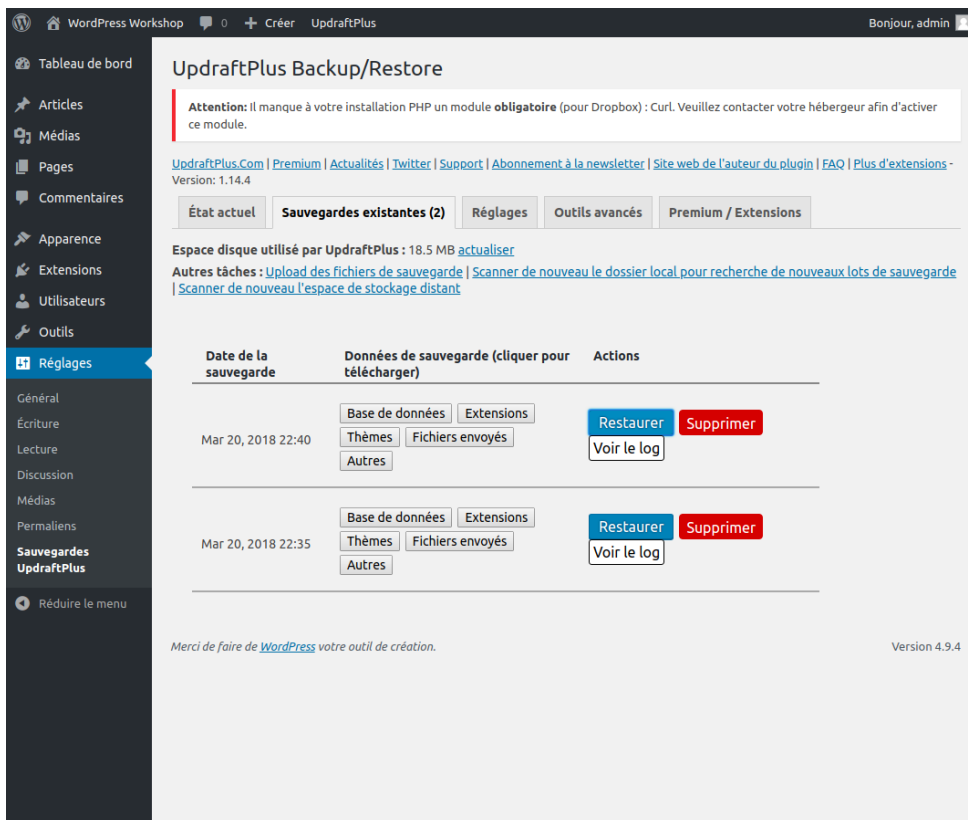 WordPress Workshop 0 + Créer UpdraftPlus Bonjour, admin
Tableau de bord
Articles
Médias
Pages
Commentaires
Apparence
Extensions
Utilisateurs
Outils
Réglages
Général
Écriture
Lecture
Discussion
Médias
Permaliens
Sauvegardes
UpdraftPlus
Réduire le menu
UpdraftPlus Backup/Restore
Attention: Il manque à votre installation PHP un module obligatoire (pour Dropbox) : Curl. Veuillez contacter votre hébergeur afin d'activer
ce module.
UpdraftPlus.Com | Premium | Actualités | Twitter | Support | Abonnement à la newsletter | Site web de l'auteur du plugin | FAQ | Plus d'extensions -
Version: 1.14.4
État actuel Sauvegardes existantes (2) Réglages Outils avancés Premium / Extensions
Espace disque utilisé par UpdraftPlus : 18.5 MB actualiser
Autres tâches : Upload des fichiers de sauvegarde | Scanner de nouveau le dossier local pour recherche de nouveaux lots de sauvegarde
| Scanner de nouveau l'espace de stockage distant
Date de la
sauvegarde
Données de sauvegarde (cliquer pour
télécharger)
Actions
Mar 20, 2018 22:40
Base de données Extensions
Thèmes Fichiers envoyés
Autres
Restaurer Supprimer
Voir le log
Mar 20, 2018 22:35
Base de données Extensions
Thèmes Fichiers envoyés
Autres
Restaurer Supprimer
Voir le log
Merci de faire de WordPress votre outil de création. Version 4.9.4